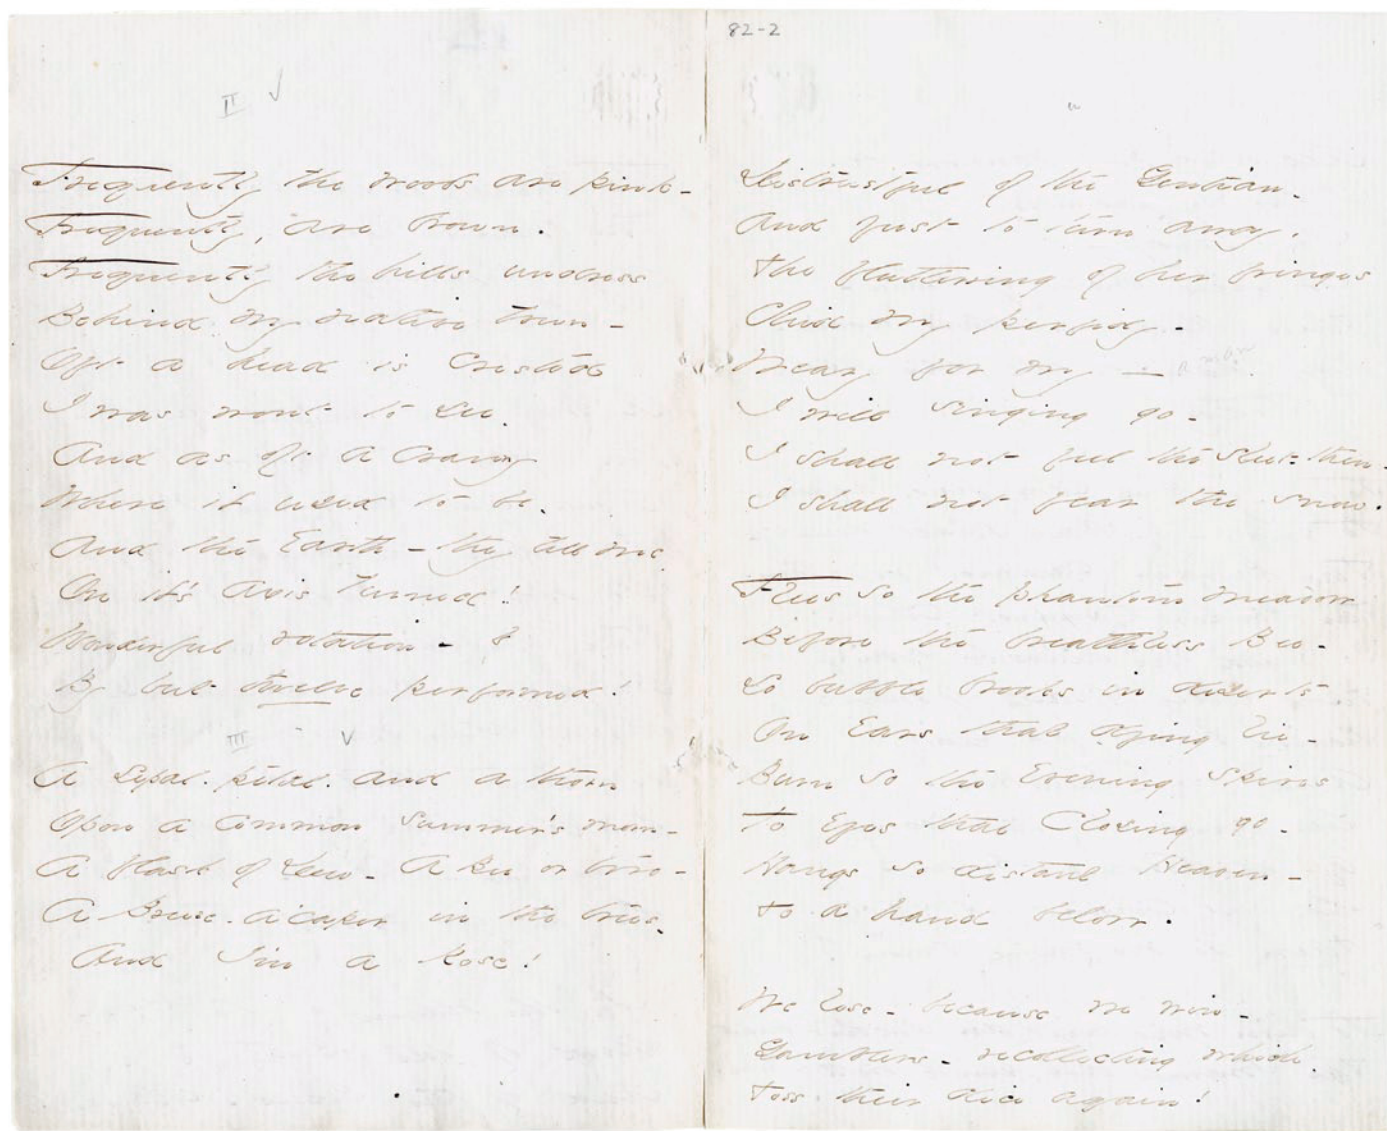 II ✓
Frequently the woods are pink -
Frequently, are brown.
Frequently the hills undress
Behind my native town -
Oft a head is crested
I was wont to see.
And as oft a cranny
Where it used to be.
And the Earth - they tell me
On it's axis turned!
Wonderful rotation -
By but twelve performed!
III ✓
A sepal. petal. and a thorn
Upon a common summer's morn -
A flask of Dew - A Bee or two -
A Breeze. a'caper in the trees.
And I'm a Rose!
82-2
Distrustful of the Gentian.
And just to turn away.
The fluttering of her fringes
Chid my perfidy -
Weary for my —
I will singing go -
I shall not feel the sleet - then -
I shall not fear the snow.
Flees so the phantom meadow
Before the breathless Bee -
So bubble brooks in deserts
On Ears that dying lie -
Burn so the Evening Spires
To Eyes that Closing go -
Hangs so distant Heaven -
To a hand below.
We lose - because we win -
Gamblers - recollecting which
Toss their dice again!